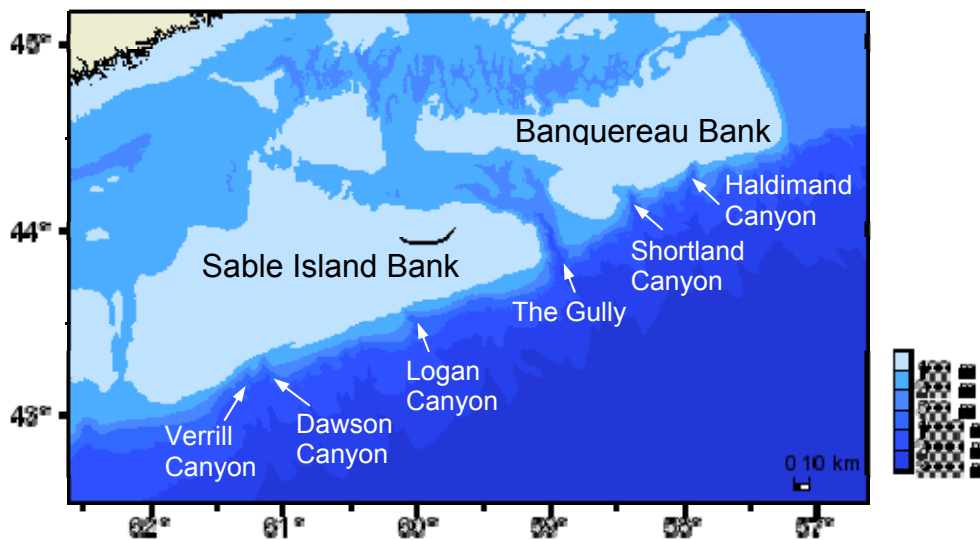 45°
Banquereau Bank
Haldimand
Canyon
44°
Shortland
Canyon
Sable Island Bank
The Gully
Logan
Canyon
43°
Dawson
Canyon
Verrill
Canyon
0 10 km
62° 61° 60° 59° 58° 57°